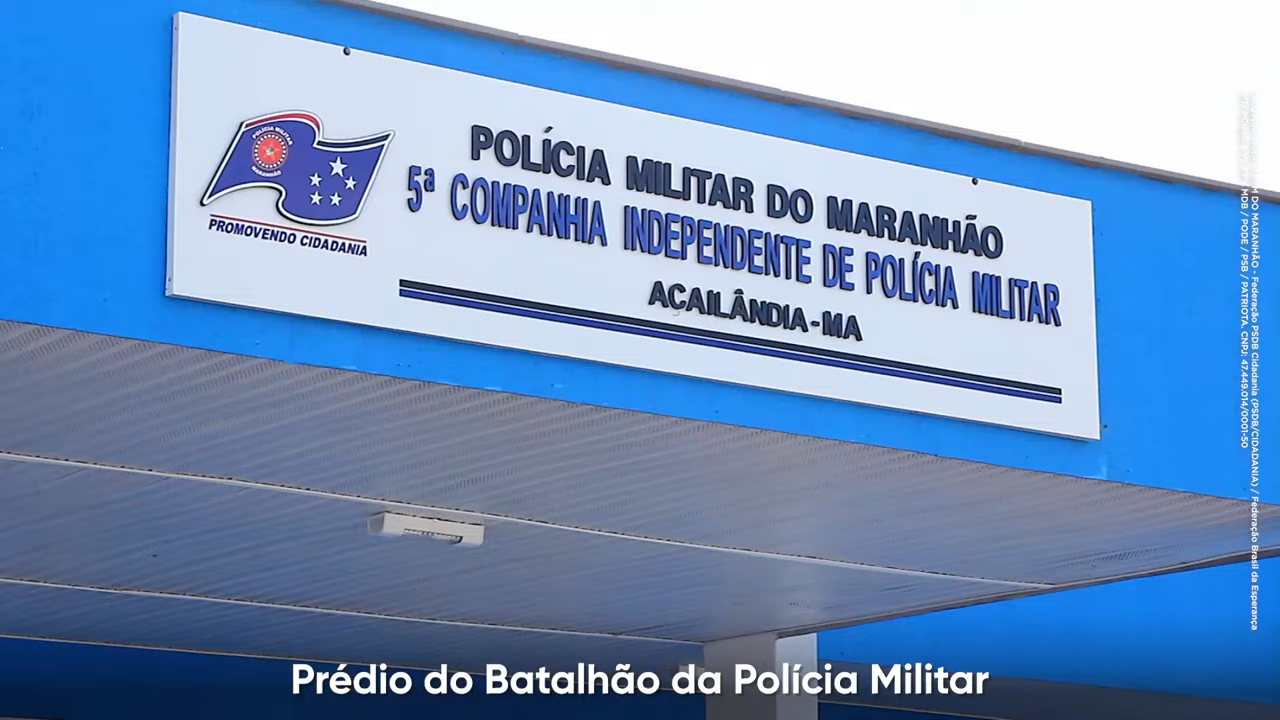 POLÍCIA MILITAR
MARANHÃO
PROMOVENDO CIDADANIA
POLÍCIA MILITAR DO MARANHÃO
5ª COMPANHIA INDEPENDENTE DE POLÍCIA MILITAR
AÇAILÂNDIA-MA
DO MARANHÃO - Federação PSDB Cidadania (PSDB/CIDADANIA) / Federação Brasil da Esperança
MDB / PODE / PSB / PATRIOTA. CNPJ: 47.449.014/0001-50
Prédio do Batalhão da Polícia Militar